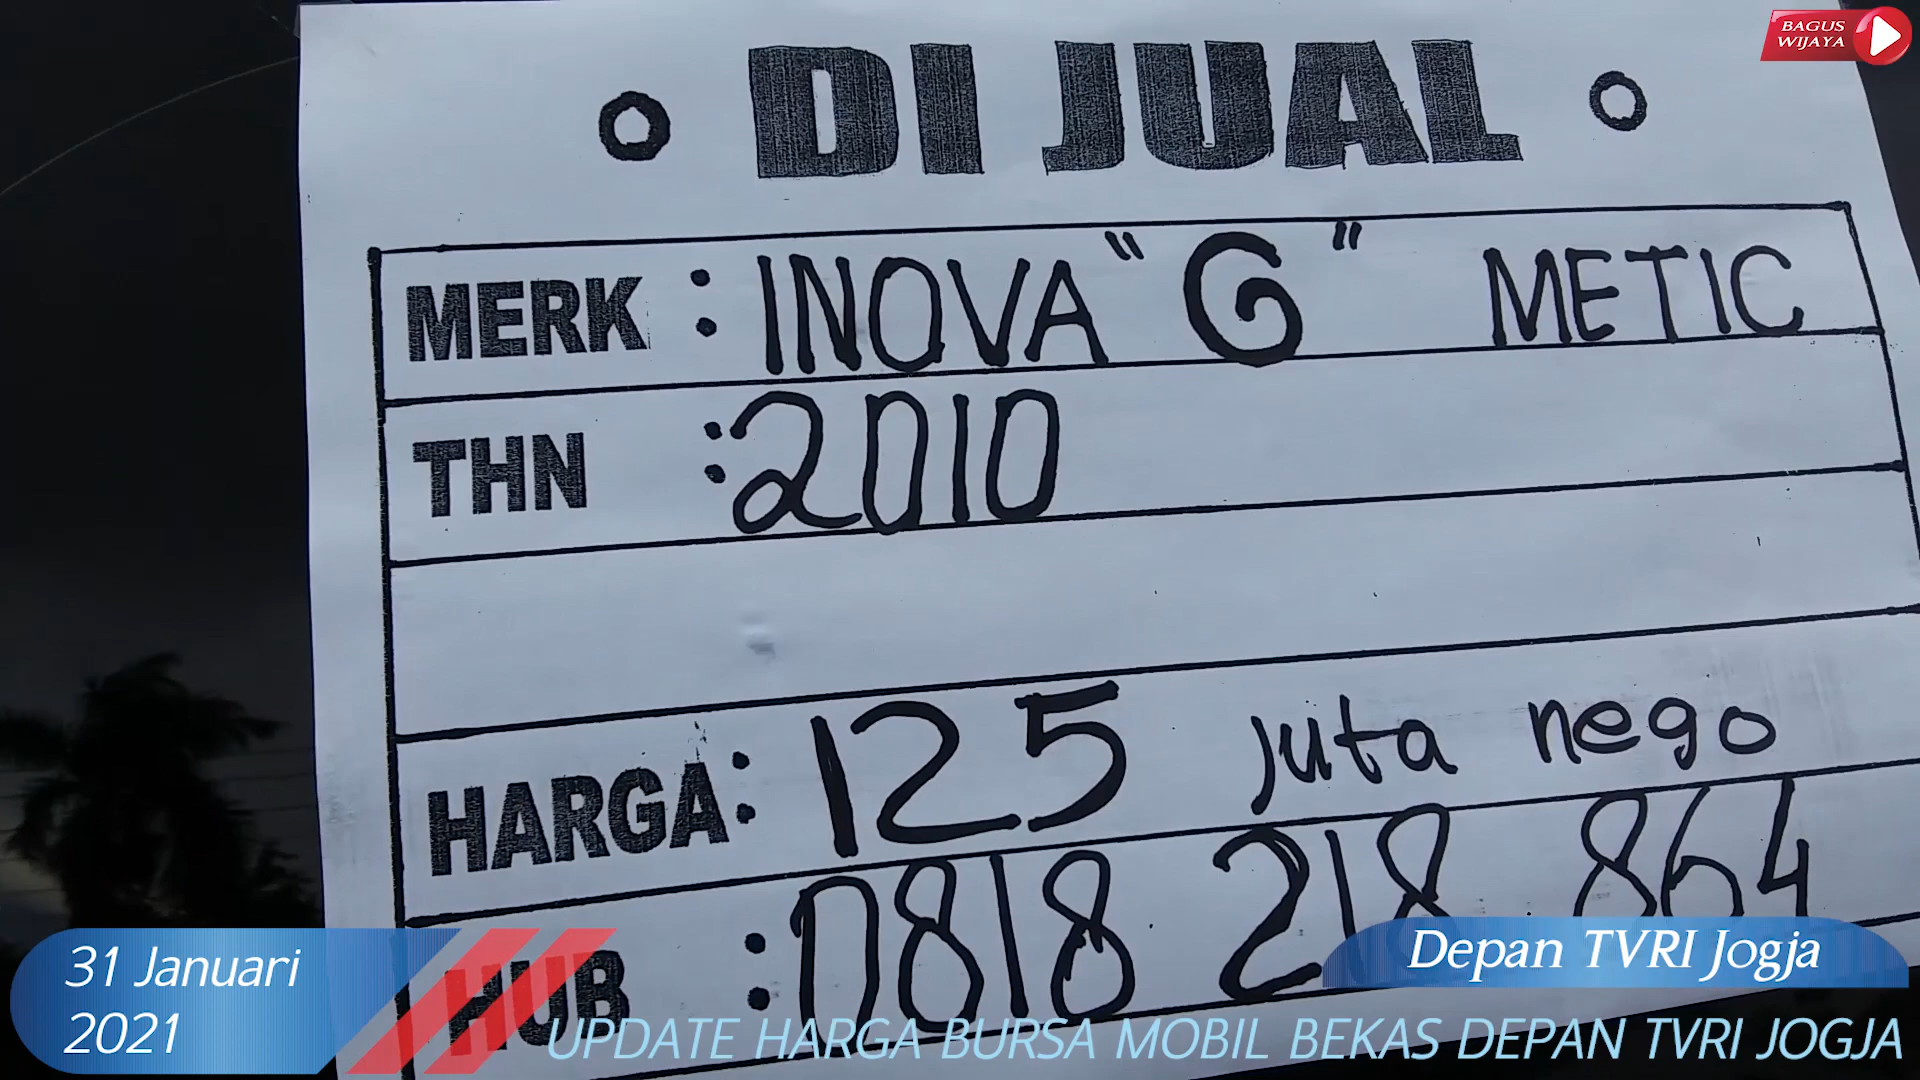 BAGUS
WIJAYA
DI JUAL
MERK : INOVA "G" METIC
THN : 2010
HARGA : 125 juta nego
HUB : 0818 218 864
31 Januari
2021
Depan TVRI Jogja
UPDATE HARGA BURSA MOBIL BEKAS DEPAN TVRI JOGJA